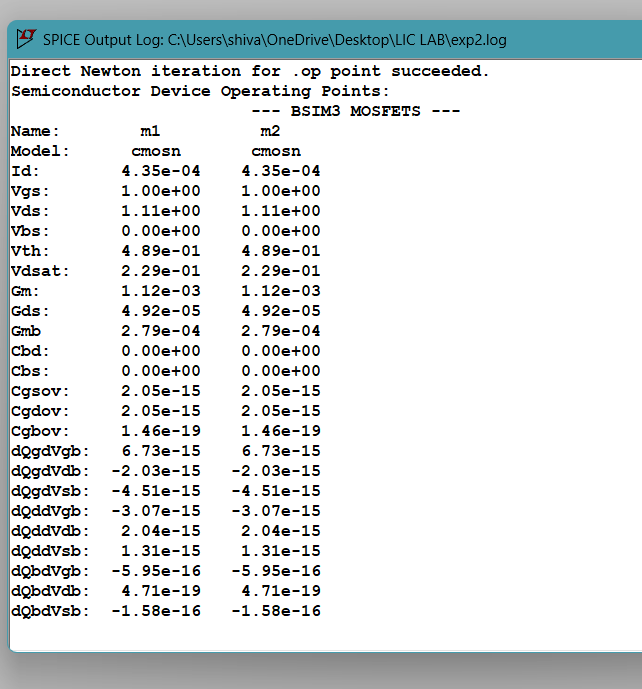 SPICE Output Log: C:\Users\shiva\OneDrive\Desktop\LIC LAB\exp2.log
Direct Newton iteration for .op point succeeded.
Semiconductor Device Operating Points:
--- BSIM3 MOSFETS ---
Name: m1 m2
Model: cmosn cmosn
Id: 4.35e-04 4.35e-04
Vgs: 1.00e+00 1.00e+00
Vds: 1.11e+00 1.11e+00
Vbs: 0.00e+00 0.00e+00
Vth: 4.89e-01 4.89e-01
Vdsat: 2.29e-01 2.29e-01
Gm: 1.12e-03 1.12e-03
Gds: 4.92e-05 4.92e-05
Gmb 2.79e-04 2.79e-04
Cbd: 0.00e+00 0.00e+00
Cbs: 0.00e+00 0.00e+00
Cgsov: 2.05e-15 2.05e-15
Cgdov: 2.05e-15 2.05e-15
Cgbov: 1.46e-19 1.46e-19
dQgdVgb: 6.73e-15 6.73e-15
dQgdVdb: -2.03e-15 -2.03e-15
dQgdVsb: -4.51e-15 -4.51e-15
dQddVgb: -3.07e-15 -3.07e-15
dQddVdb: 2.04e-15 2.04e-15
dQddVsb: 1.31e-15 1.31e-15
dQbdVgb: -5.95e-16 -5.95e-16
dQbdVdb: 4.71e-19 4.71e-19
dQbdVsb: -1.58e-16 -1.58e-16